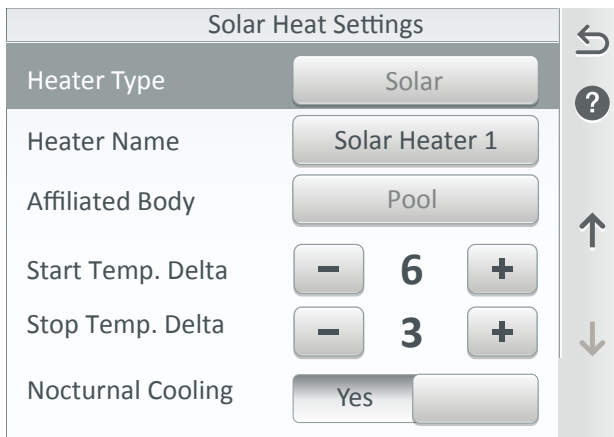 Solar Heat Settings
Heater Type Solar
Heater Name Solar Heater 1
Affiliated Body Pool
Start Temp. Delta − 6 +
Stop Temp. Delta − 3 +
Nocturnal Cooling Yes
?